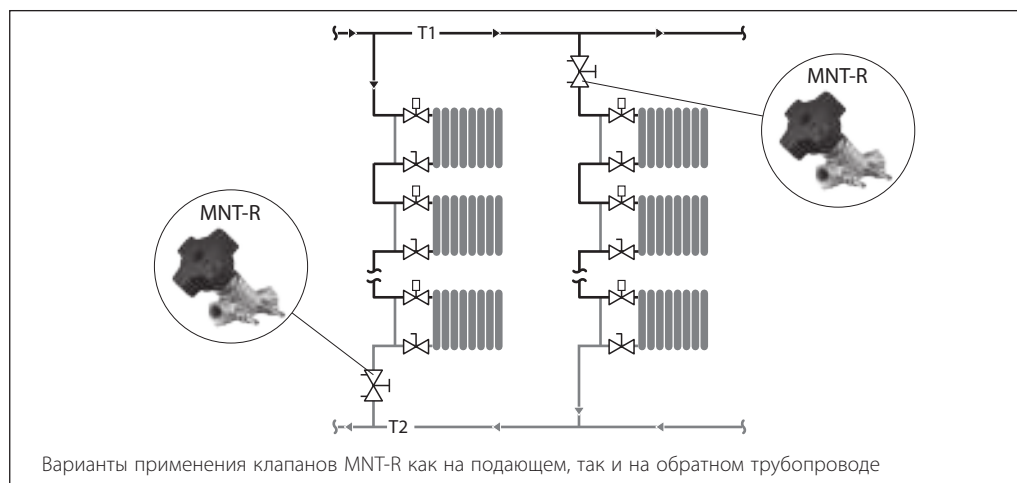 T1
MNT-R
MNT-R
T2
Варианты применения клапанов MNT-R как на подающем, так и на обратном трубопроводе